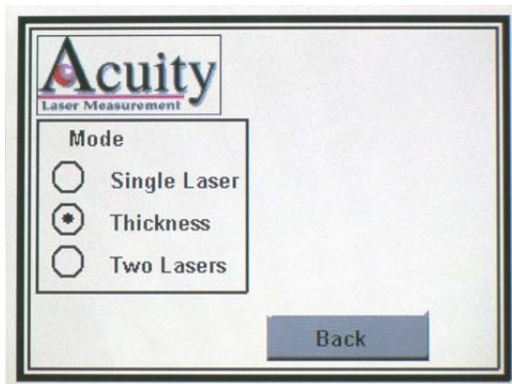 Acuity
Laser Measurement
Mode
Single Laser
Thickness
Two Lasers
Back